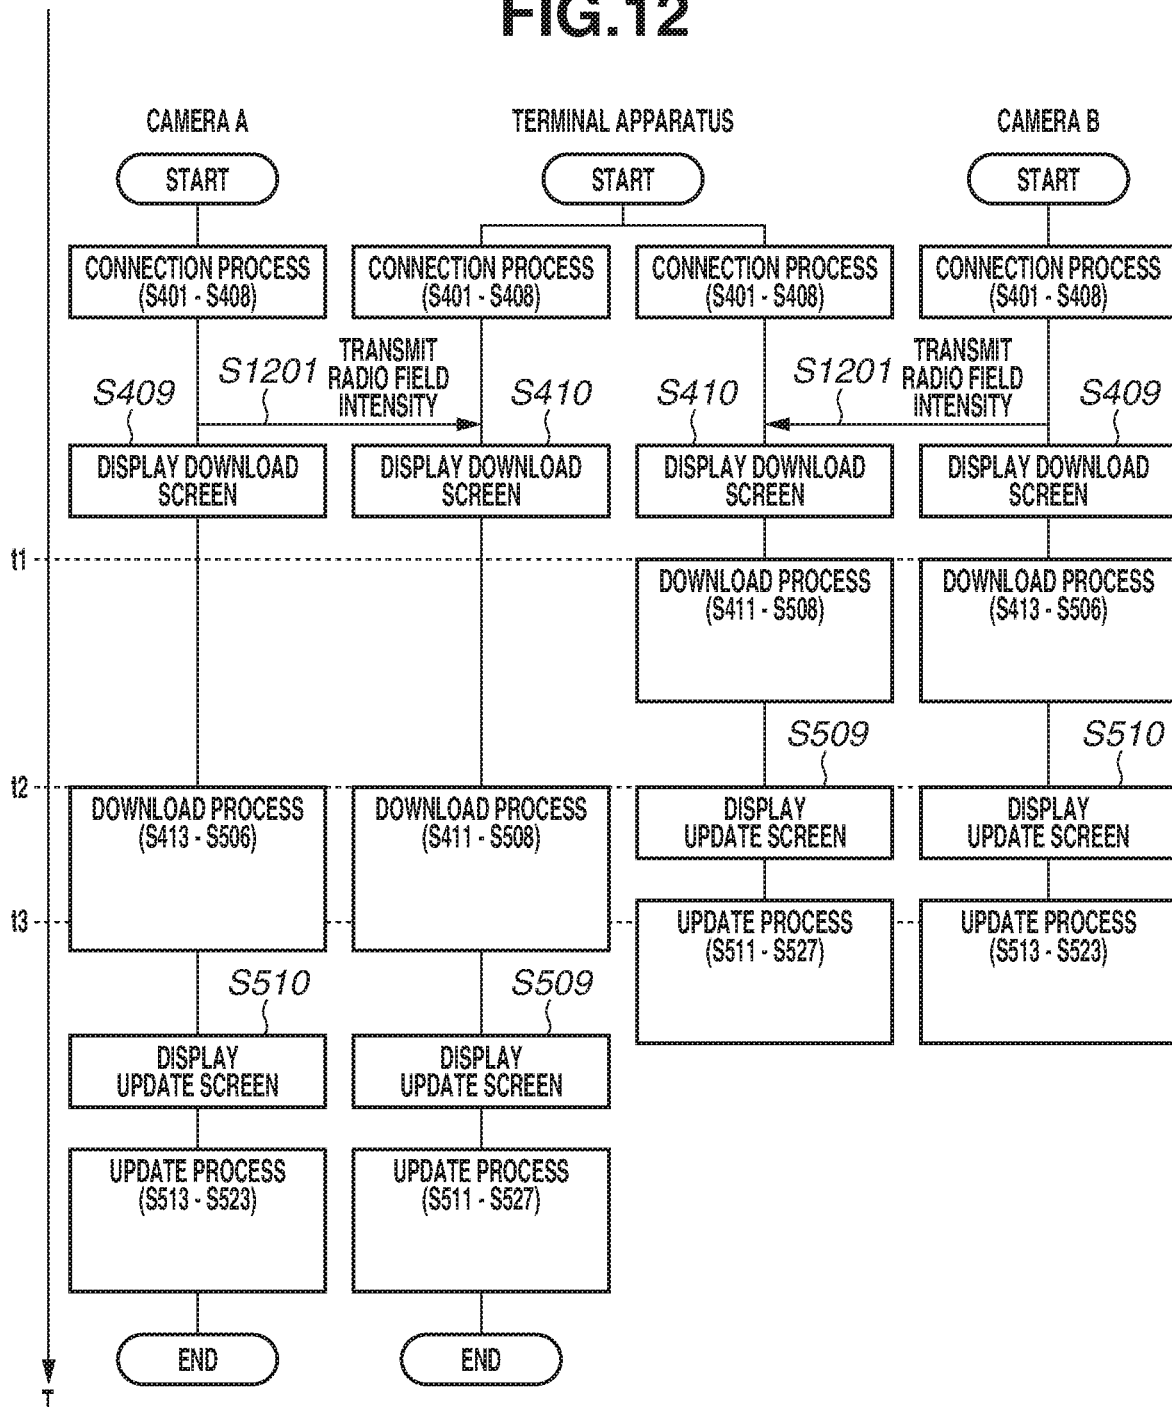 FIG.12
CAMERA A
TERMINAL APPARATUS
CAMERA B
START
START
START
CONNECTION PROCESS
(S401 - S408)
CONNECTION PROCESS
(S401 - S408)
CONNECTION PROCESS
(S401 - S408)
CONNECTION PROCESS
(S401 - S408)
S409
S1201
TRANSMIT
RADIO FIELD
INTENSITY
S410
S410
S1201
TRANSMIT
RADIO FIELD
INTENSITY
S409
DISPLAY DOWNLOAD
SCREEN
DISPLAY DOWNLOAD
SCREEN
DISPLAY DOWNLOAD
SCREEN
DISPLAY DOWNLOAD
SCREEN
t1
DOWNLOAD PROCESS
(S411 - S508)
DOWNLOAD PROCESS
(S413 - S506)
S509
S510
t2
DOWNLOAD PROCESS
(S413 - S506)
DOWNLOAD PROCESS
(S411 - S508)
DISPLAY
UPDATE SCREEN
DISPLAY
UPDATE SCREEN
t3
UPDATE PROCESS
(S511 - S527)
UPDATE PROCESS
(S513 - S523)
S510
S509
DISPLAY
UPDATE SCREEN
DISPLAY
UPDATE SCREEN
UPDATE PROCESS
(S513 - S523)
UPDATE PROCESS
(S511 - S527)
END
END
T